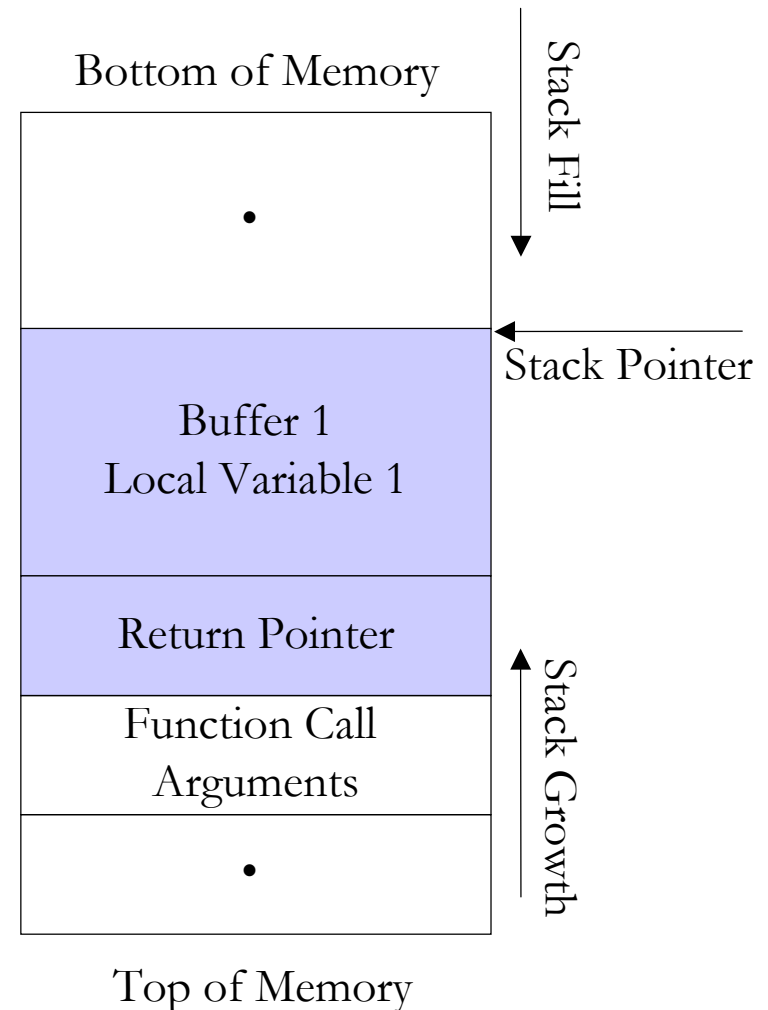 Bottom of Memory
Stack Fill
•
Stack Pointer
Buffer 1
Local Variable 1
Return Pointer
Function Call
Arguments
Stack Growth
•
Top of Memory